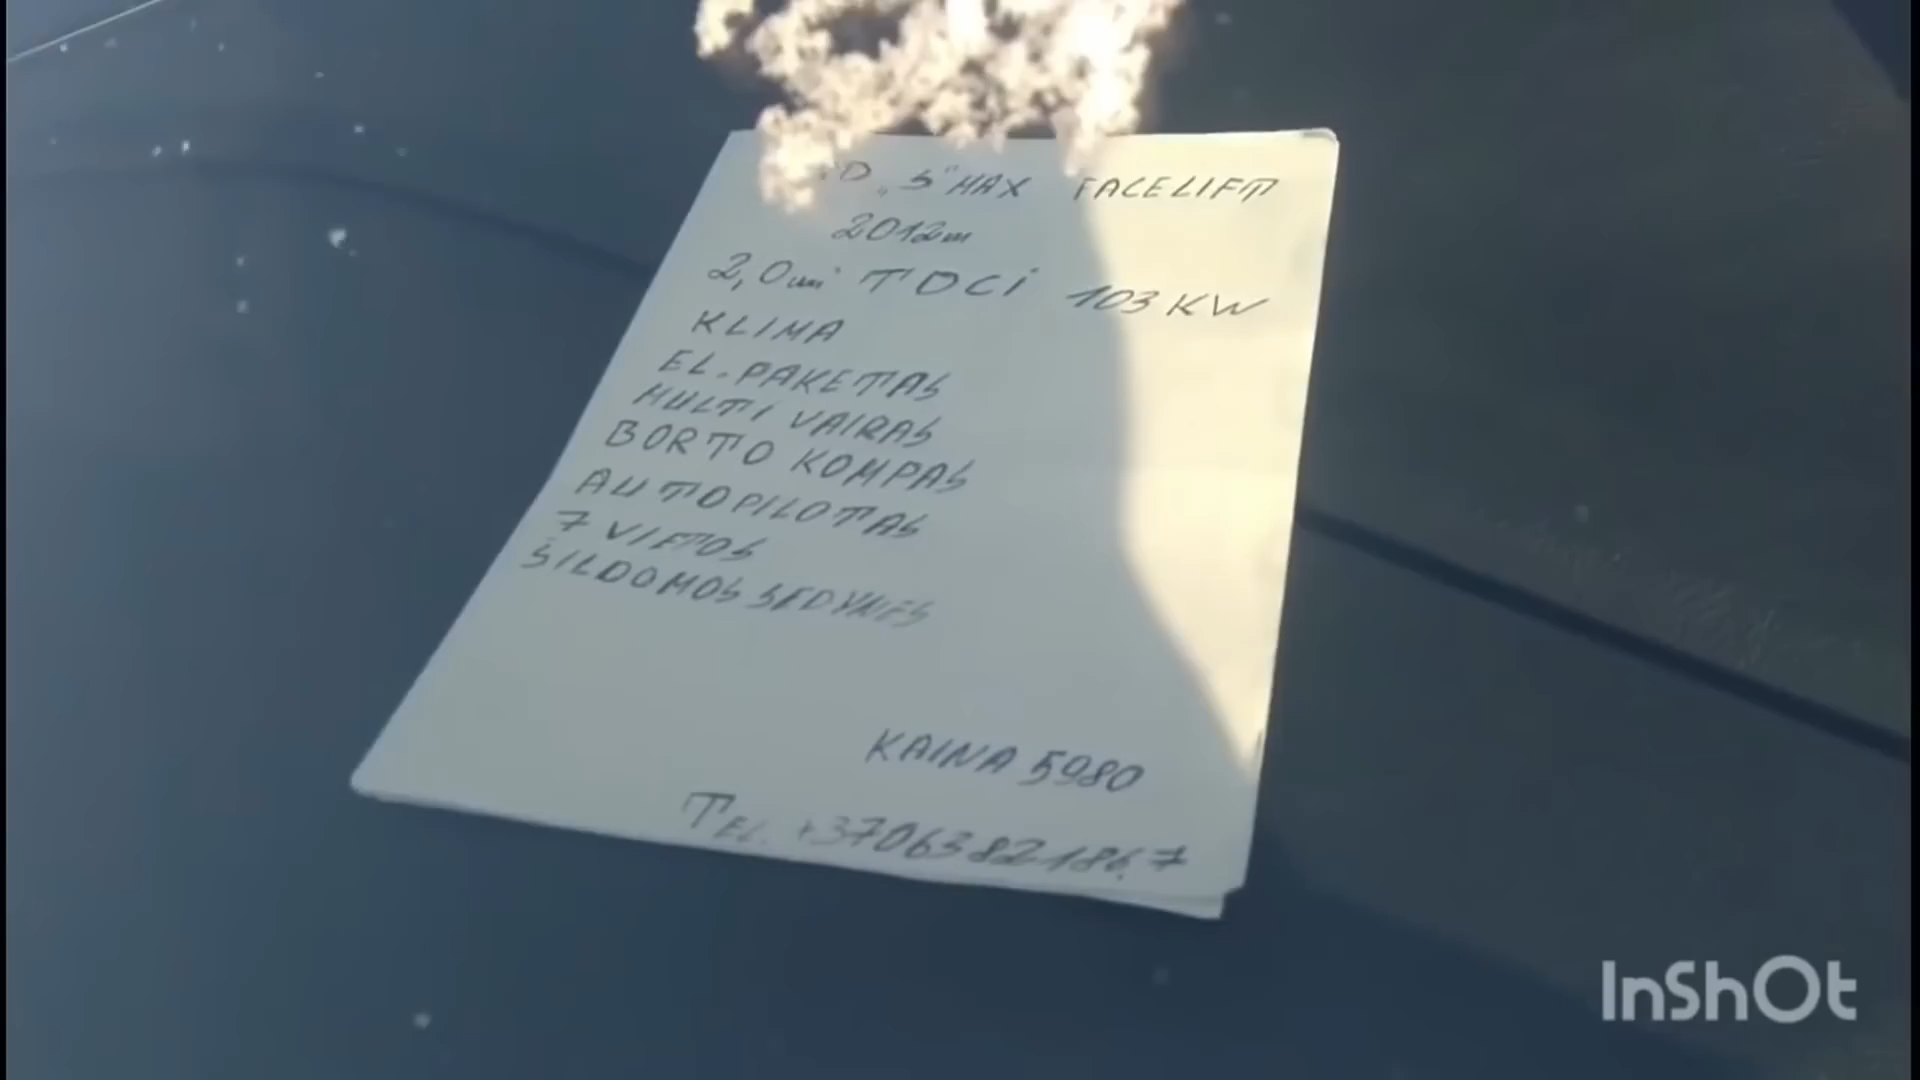 "S" MAX FACELIFT
2012m
2,0 TDCi 103 KW
KLIMA
EL. PAKETAS
MULTI VAIRAS
BORTO KOMPAS
AUTOPILOTAS
7 VIETOS
ŠILDOMOS SEDYNES
KAINA 5980
TEL. +37063821867
InShOt